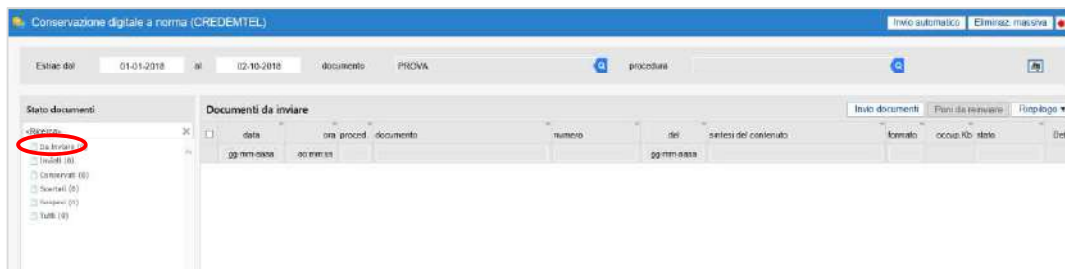 Conservazione digitale a norma (CREDEMTEL) Invio automatico Eliminaz. massiva
Estrae dal 01-01-2018 al 02-10-2018 documento PROVA procedura
Stato documenti
Documenti da inviare Invio documenti Poni da reinviare Riepilogo
<Ricerca>
data ora proced. documento numero del sintesi del contenuto formato occup.Kb stato Det
Da Inviare
gg-mm-aaaa oo:mm:ss gg-mm-aaaa
Inviati (0)
Conservati (0)
Scartati (0)
Sospesi (0)
Tutti (0)